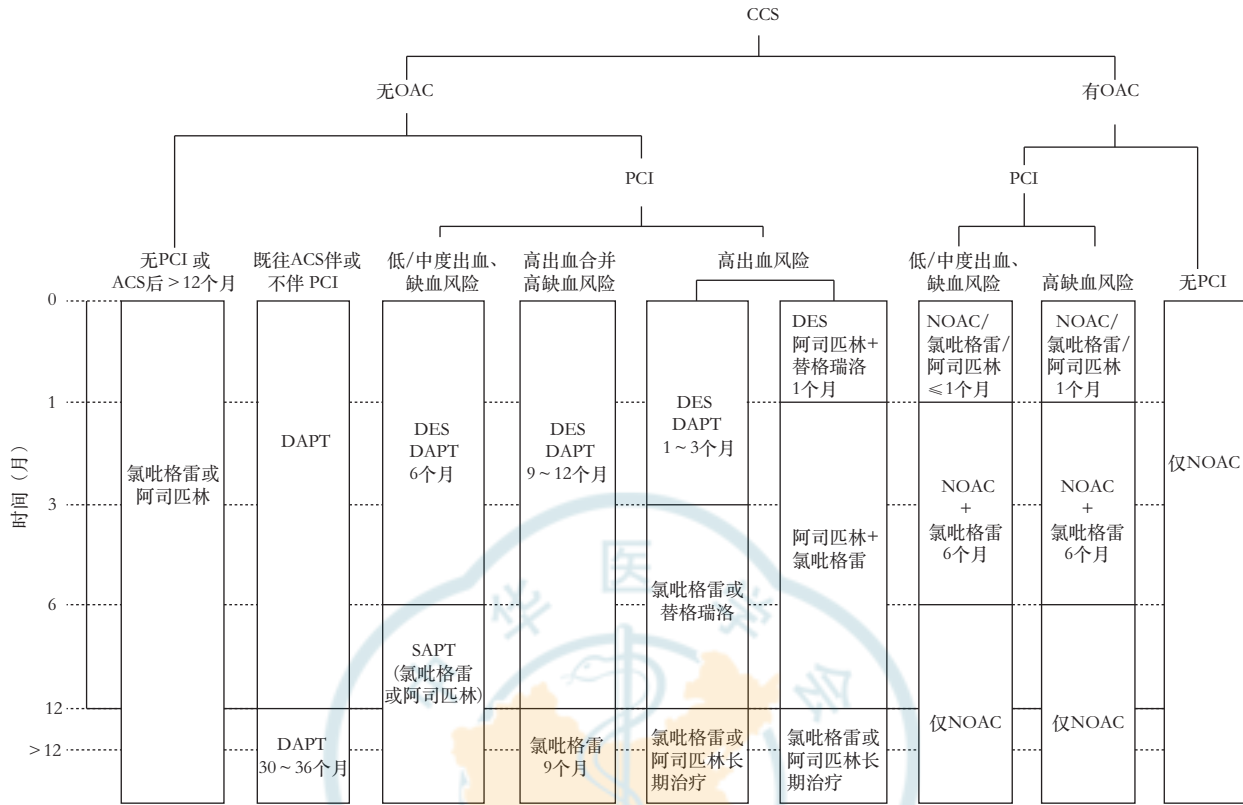 CCS
无OAC
有OAC
PCI
PCI
无PCI 或
ACS后＞12个月
既往ACS伴或
不伴 PCI
低/中度出血、
缺血风险
高出血合并
高缺血风险
高出血风险
低/中度出血、
缺血风险
高缺血风险
无PCI
时间（月）
0
1
3
6
12
>12
氯吡格雷或
阿司匹林
DAPT
DAPT
30～36个月
DES
DAPT
6个月
SAPT
(氯吡格雷
或阿司匹林)
DES
DAPT
9～12个月
氯吡格雷
9个月
DES
DAPT
1～3个月
氯吡格雷或
替格瑞洛
氯吡格雷或
阿司匹林长
期治疗
DES
阿司匹林+
替格瑞洛
1个月
阿司匹林+
氯吡格雷
氯吡格雷或
阿司匹林长
期治疗
NOAC/
氯吡格雷/
阿司匹林
≤1个月
NOAC
+
氯吡格雷
6个月
仅NOAC
NOAC/
氯吡格雷/
阿司匹林
1个月
NOAC
+
氯吡格雷
6个月
仅NOAC
仅NOAC
中华医学会